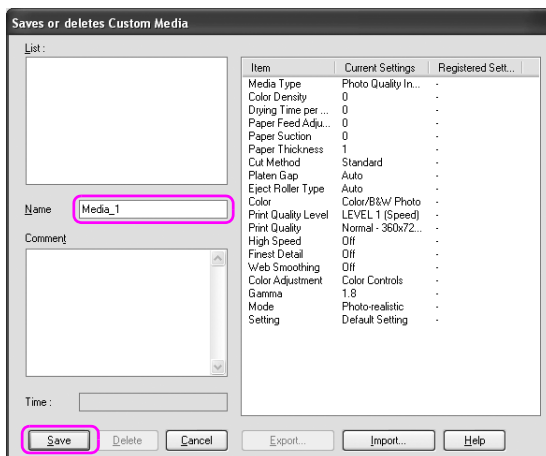 Saves or deletes Custom Media
List :
Name Media_1
Comment
Time :
Item Current Settings Registered Sett...
Media Type Photo Quality In... -
Color Density 0 -
Drying Time per ... 0 -
Paper Feed Adju... 0 -
Paper Suction 0 -
Paper Thickness 1 -
Cut Method Standard -
Platen Gap Auto -
Eject Roller Type Auto -
Color Color/B&W Photo -
Print Quality Level LEVEL 1 (Speed) -
Print Quality Normal - 360x72... -
High Speed Off -
Finest Detail Off -
Web Smoothing Off -
Color Adjustment Color Controls -
Gamma 1.8 -
Mode Photo-realistic -
Setting Default Setting -
Save Delete Cancel Export... Import... Help